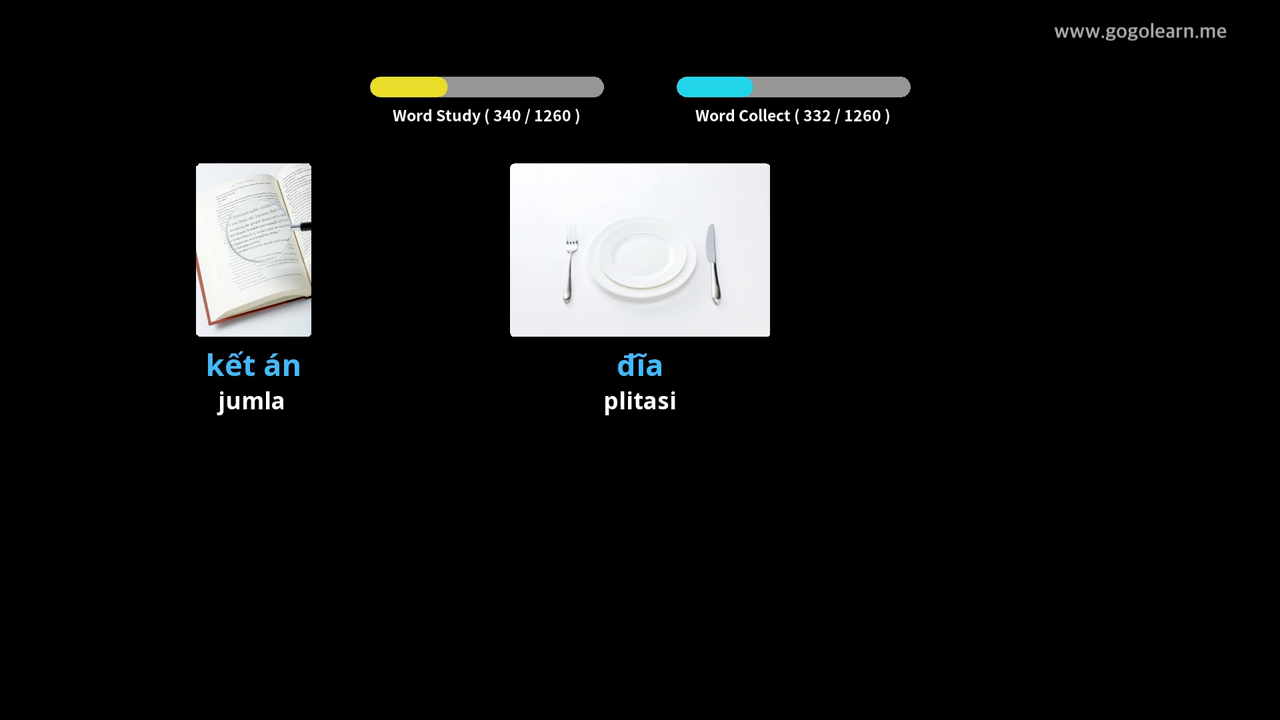 www.gogolearn.me
Word Study ( 340 / 1260 )
Word Collect ( 332 / 1260 )
kết án
jumla
đĩa
plitasi